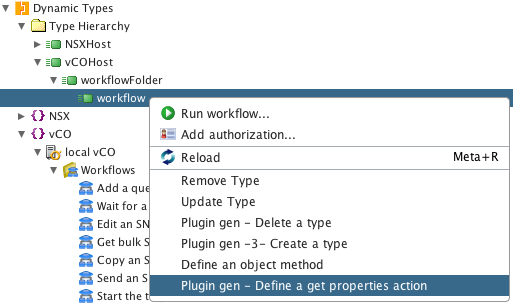 Dynamic Types
Type Hierarchy
NSXHost
vCOHost
workflowFolder
workflow
NSX
vCO
local vCO
Workflows
Add a que
Wait for a
Edit an SN
Get bulk S
Copy an S
Send an S
Start the t
Run workflow...
Add authorization...
Reload Meta+R
Remove Type
Update Type
Plugin gen - Delete a type
Plugin gen -3- Create a type
Define an object method
Plugin gen - Define a get properties action